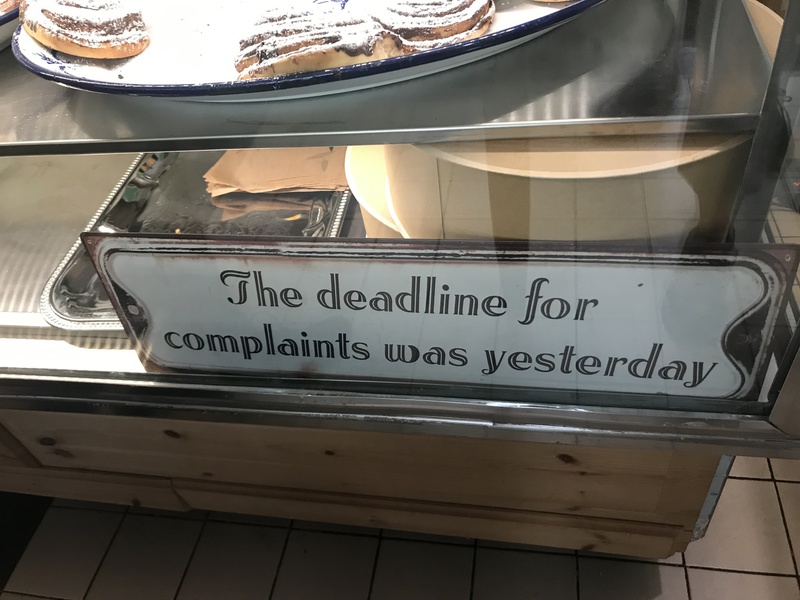 The deadline for
complaints was yesterday